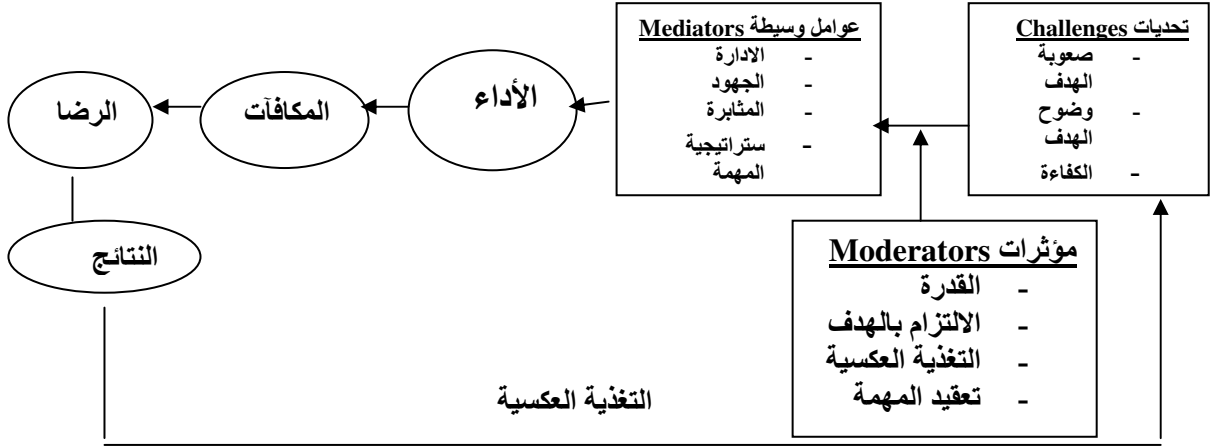 تحديات Challenges
- صعوبة
الهدف
- وضوح
الهدف
- الكفاءة
عوامل وسيطة Mediators
- الادارة
- الجهود
- المثابرة
- ستراتيجية
المهمة
الأداء
المكافآت
الرضا
النتائج
مؤثرات Moderators
- القدرة
- الالتزام بالهدف
- التغذية العكسية
- تعقيد المهمة
التغذية العكسية